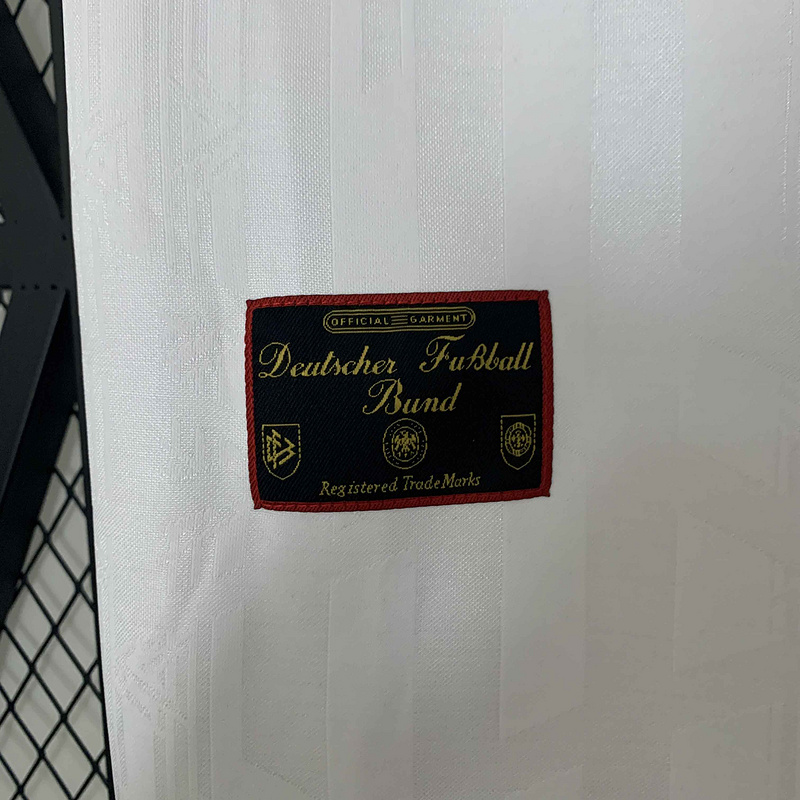 OFFICIAL GARMENT
Deutscher Fußball
Bund
Registered TradeMarks